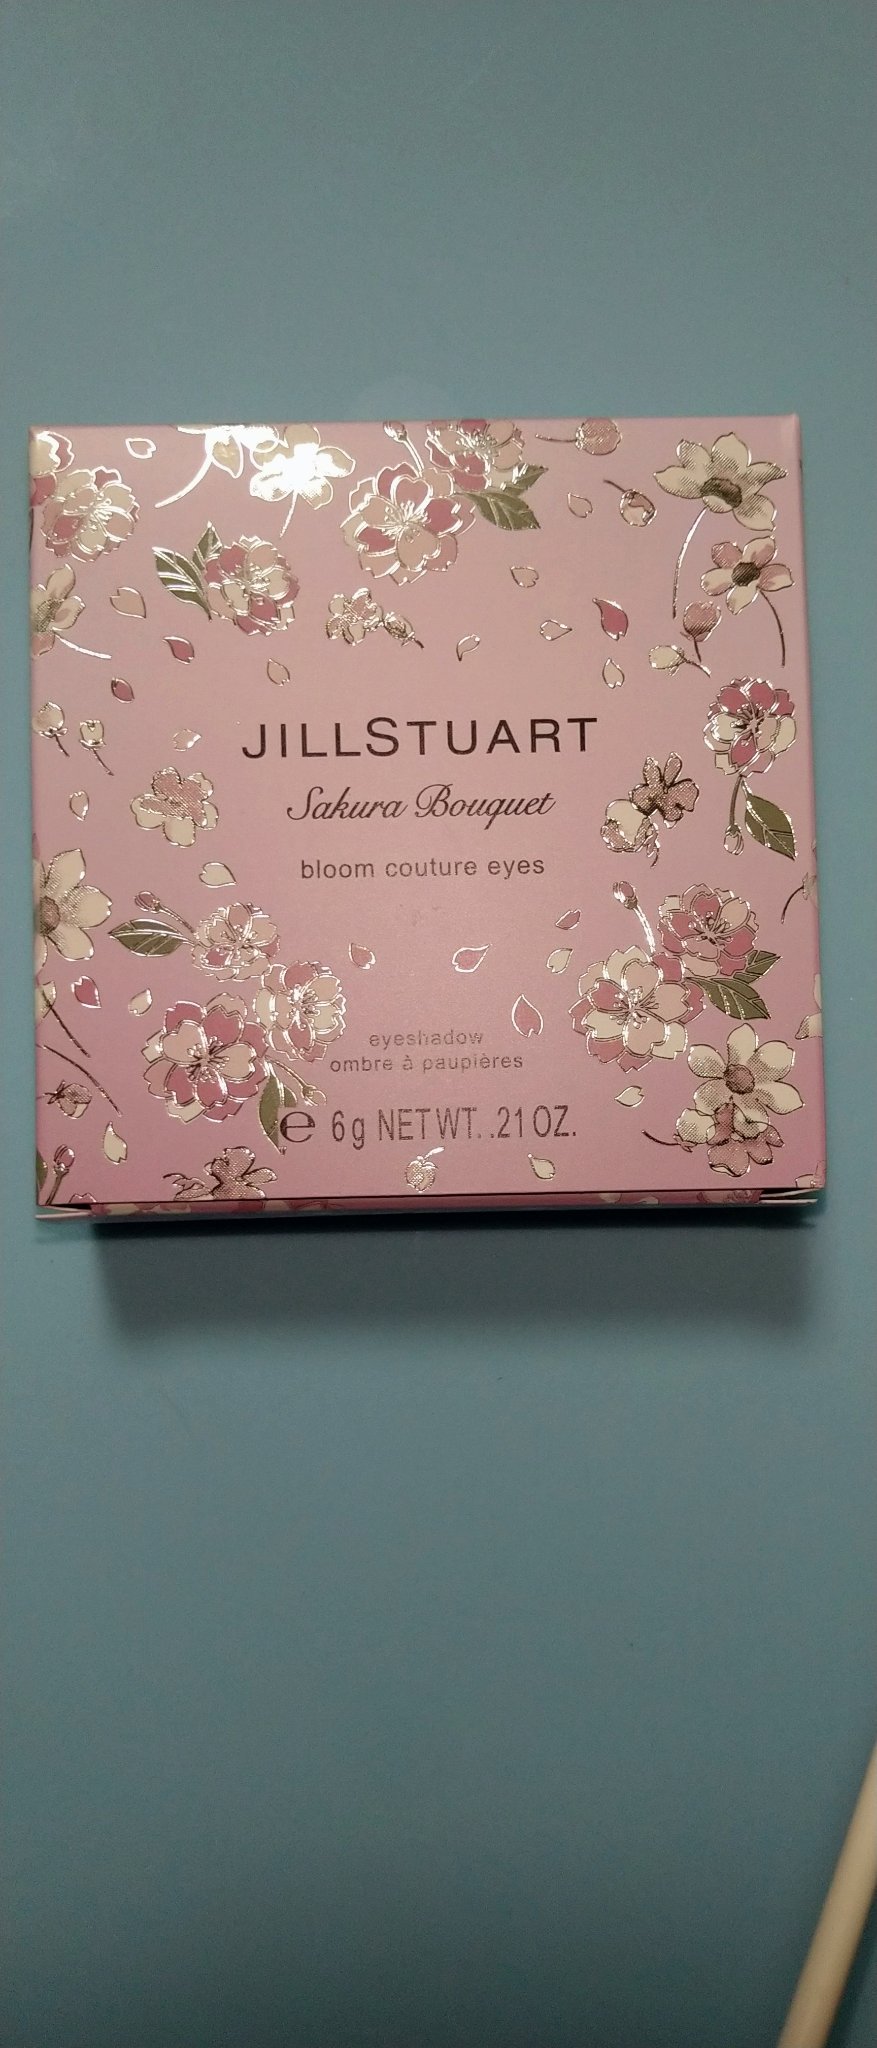 JILLSTUART
Sakura Bouquet
bloom couture eyes
eyeshadow
ombre à paupières
e 6g NET WT. .21 OZ.